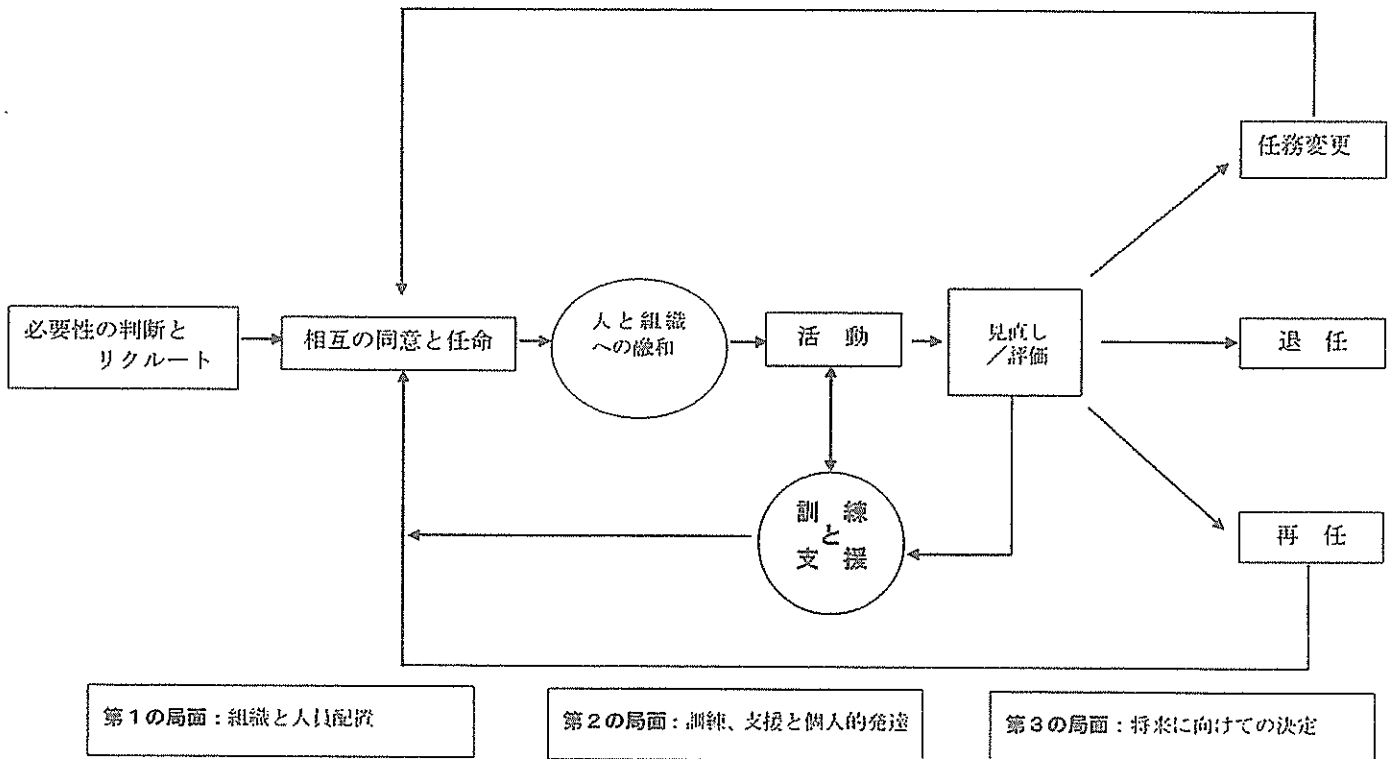 任務変更
必要性の判断と
リクルート
相互の同意と任命
人と組織
への融和
活 動
見直し
/評価
退 任
訓 練
と
支 援
再 任
第1の局面:組織と人員配置
第2の局面:訓練、支援と個人的発達
第3の局面:将来に向けての決定